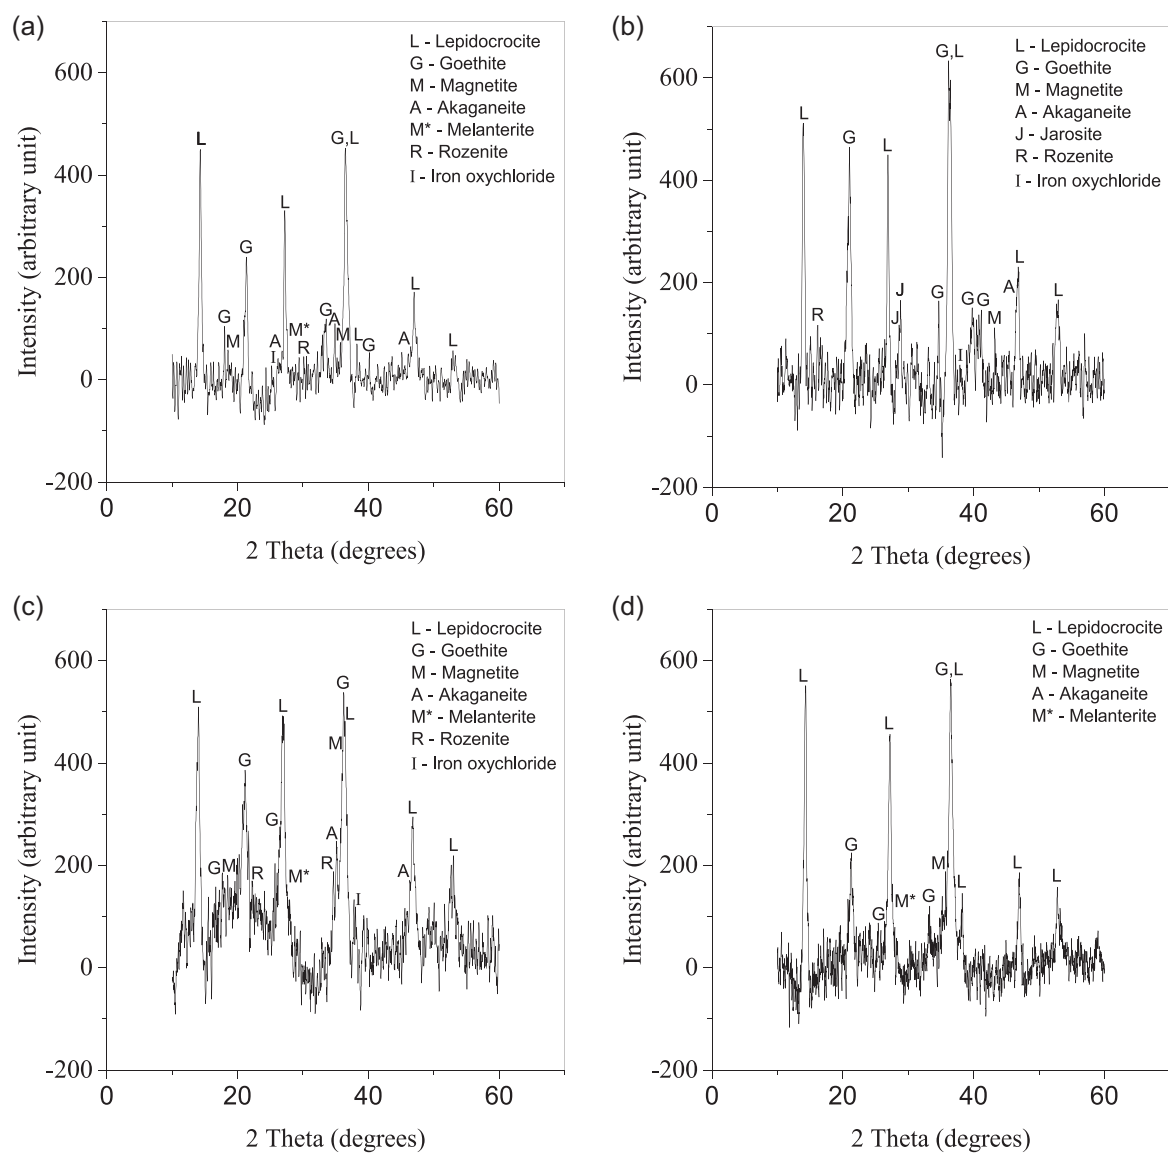 (a)
L - Lepidocrocite
G - Goethite
M - Magnetite
A - Akaganeite
M* - Melanterite
R - Rozenite
I - Iron oxychloride
600
400
200
0
-200
Intensity (arbitrary unit)
L
G
M
G
A
I
L
M*
R
G
A
M
G,L
L
G
A
L
L
0 20 40 60
2 Theta (degrees)
(b)
L - Lepidocrocite
G - Goethite
M - Magnetite
A - Akaganeite
J - Jarosite
R - Rozenite
I - Iron oxychloride
600
400
200
0
-200
Intensity (arbitrary unit)
L
R
G
L
J
J
G
G,L
I
G
G
M
A
L
L
0 20 40 60
2 Theta (degrees)
(c)
L - Lepidocrocite
G - Goethite
M - Magnetite
A - Akaganeite
M* - Melanterite
R - Rozenite
I - Iron oxychloride
600
400
200
0
-200
Intensity (arbitrary unit)
L
G
M
G
R
G
L
M*
R
A
M
G
L
I
A
L
L
0 20 40 60
2 Theta (degrees)
(d)
L - Lepidocrocite
G - Goethite
M - Magnetite
A - Akaganeite
M* - Melanterite
600
400
200
0
-200
Intensity (arbitrary unit)
L
G
G
L
M*
G
M
G,L
L
L
L
0 20 40 60
2 Theta (degrees)